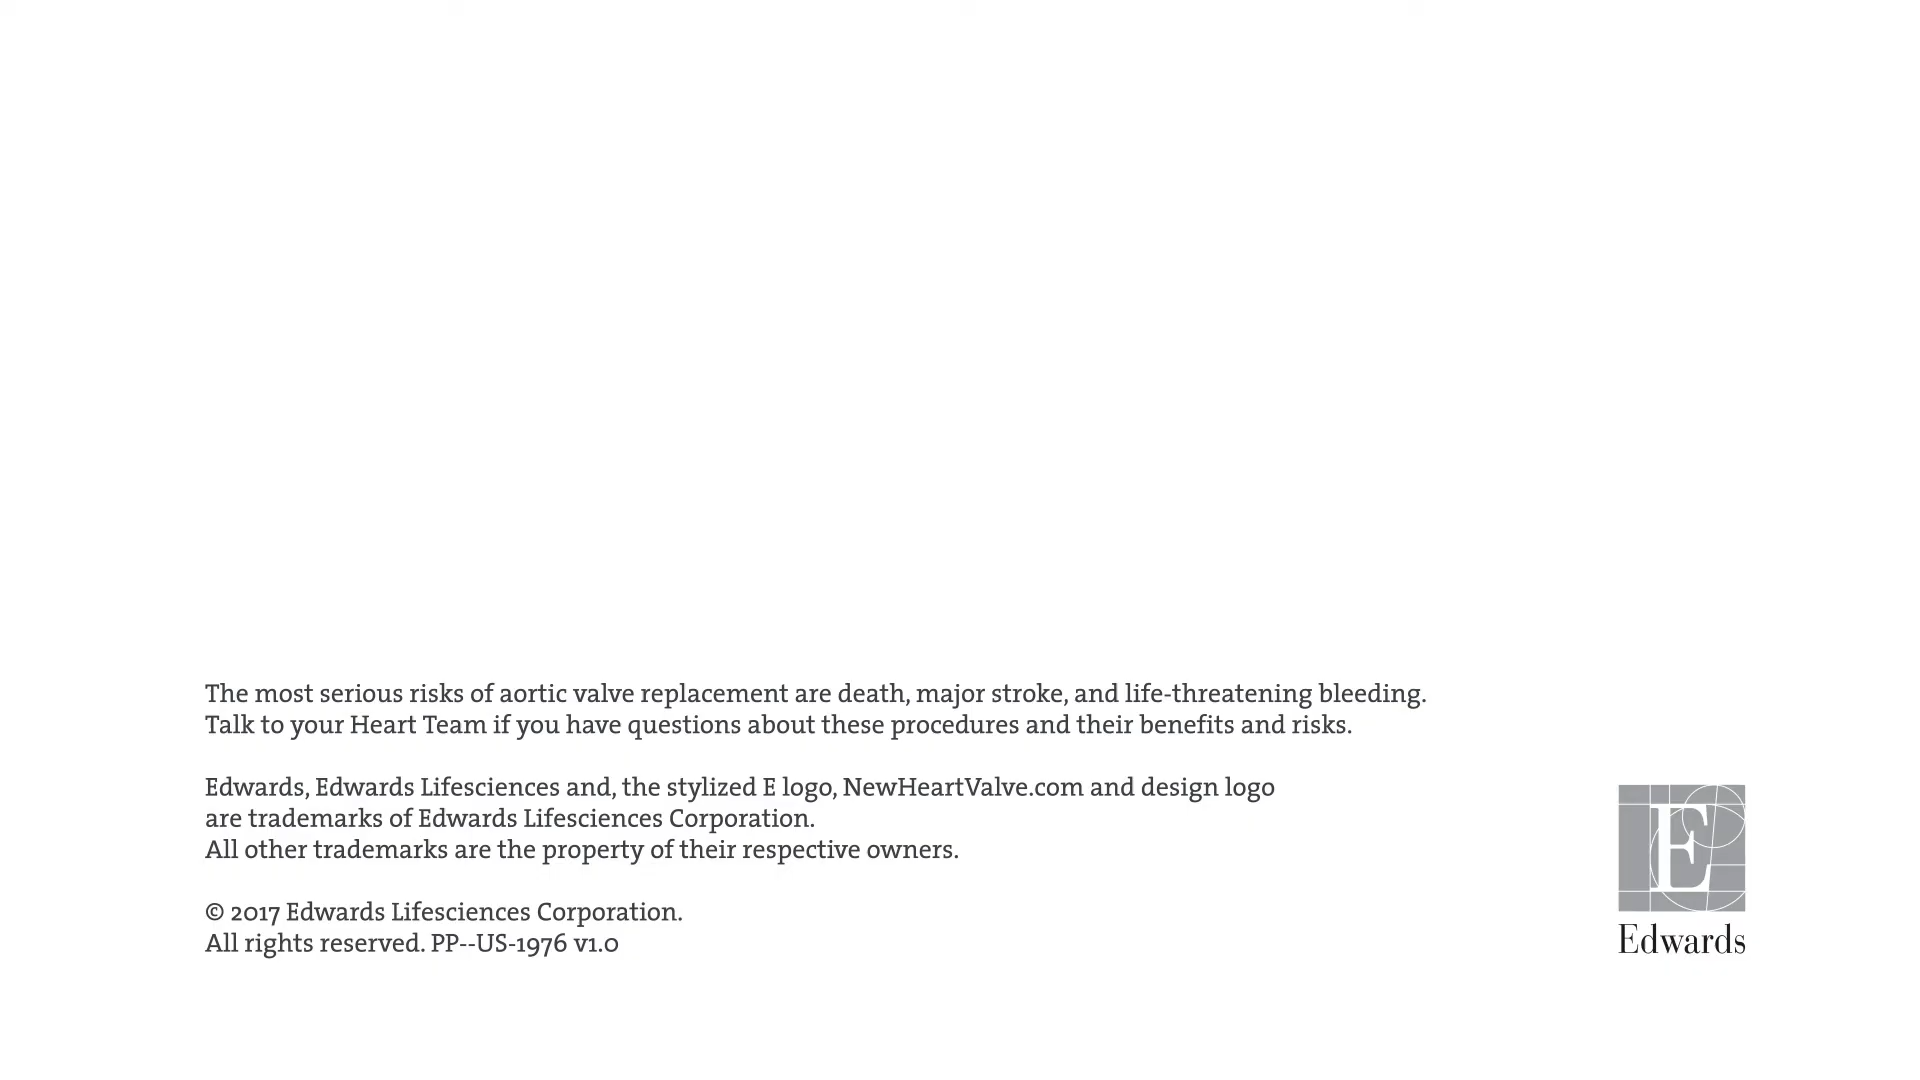 The most serious risks of aortic valve replacement are death, major stroke, and life-threatening bleeding.
Talk to your Heart Team if you have questions about these procedures and their benefits and risks.
Edwards, Edwards Lifesciences and, the stylized E logo, NewHeartValve.com and design logo
are trademarks of Edwards Lifesciences Corporation.
All other trademarks are the property of their respective owners.
© 2017 Edwards Lifesciences Corporation.
All rights reserved. PP--US-1976 v1.0
E
Edwards